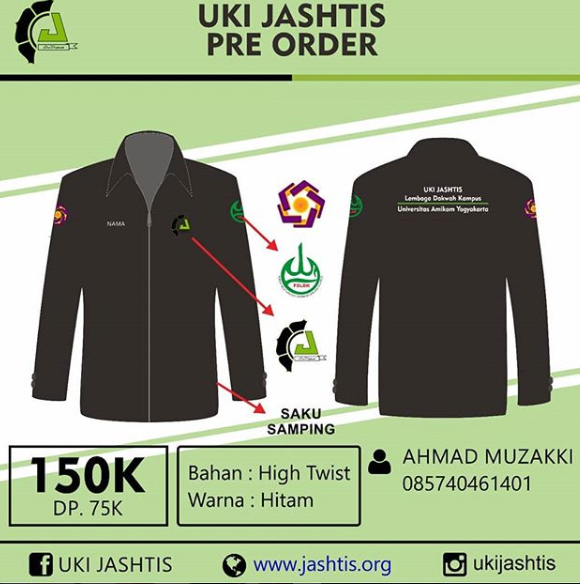 UKI JASHTIS
PRE ORDER
NAMA
UKI JASHTIS
Lembaga Dakwah Kampus
Universitas Amikom Yogyakarta
FSLDK
SAKU
SAMPING
150K
DP. 75K
Bahan : High Twist
Warna : Hitam
AHMAD MUZAKKI
085740461401
UKI JASHTIS
www.jashtis.org
ukijashtis